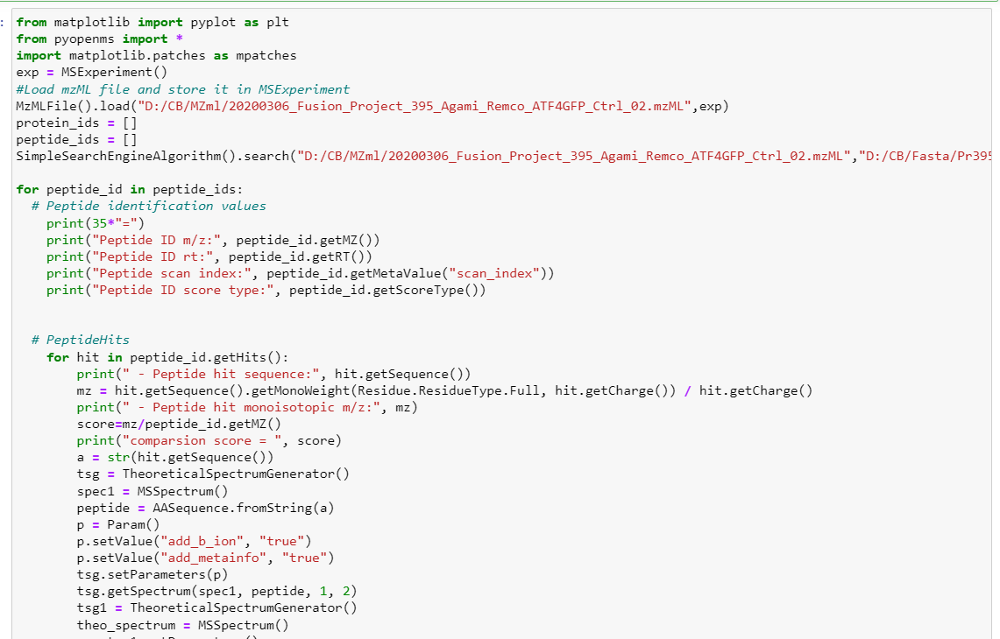 :
from matplotlib import pyplot as plt
from pyopenms import *
import matplotlib.patches as mpatches
exp = MSExperiment()
#Load mzML file and store it in MSExperiment
MzMLFile().load("D:/CB/MZml/20200306_Fusion_Project_395_Agami_Remco_ATF4GFP_Ctrl_02.mzML",exp)
protein_ids = []
peptide_ids = []
SimpleSearchEngineAlgorithm().search("D:/CB/MZml/20200306_Fusion_Project_395_Agami_Remco_ATF4GFP_Ctrl_02.mzML","D:/CB/Fasta/Pr395
for peptide_id in peptide_ids:
# Peptide identification values
print(35*"=")
print("Peptide ID m/z:", peptide_id.getMZ())
print("Peptide ID rt:", peptide_id.getRT())
print("Peptide scan index:", peptide_id.getMetaValue("scan_index"))
print("Peptide ID score type:", peptide_id.getScoreType())
# PeptideHits
for hit in peptide_id.getHits():
print(" - Peptide hit sequence:", hit.getSequence())
mz = hit.getSequence().getMonoWeight(Residue.ResidueType.Full, hit.getCharge()) / hit.getCharge()
print(" - Peptide hit monoisotopic m/z:", mz)
score=mz/peptide_id.getMZ()
print("comparsion score = ", score)
a = str(hit.getSequence())
tsg = TheoreticalSpectrumGenerator()
spec1 = MSSpectrum()
peptide = AASequence.fromString(a)
p = Param()
p.setValue("add_b_ion", "true")
p.setValue("add_metainfo", "true")
tsg.setParameters(p)
tsg.getSpectrum(spec1, peptide, 1, 2)
tsg1 = TheoreticalSpectrumGenerator()
theo_spectrum = MSSpectrum()